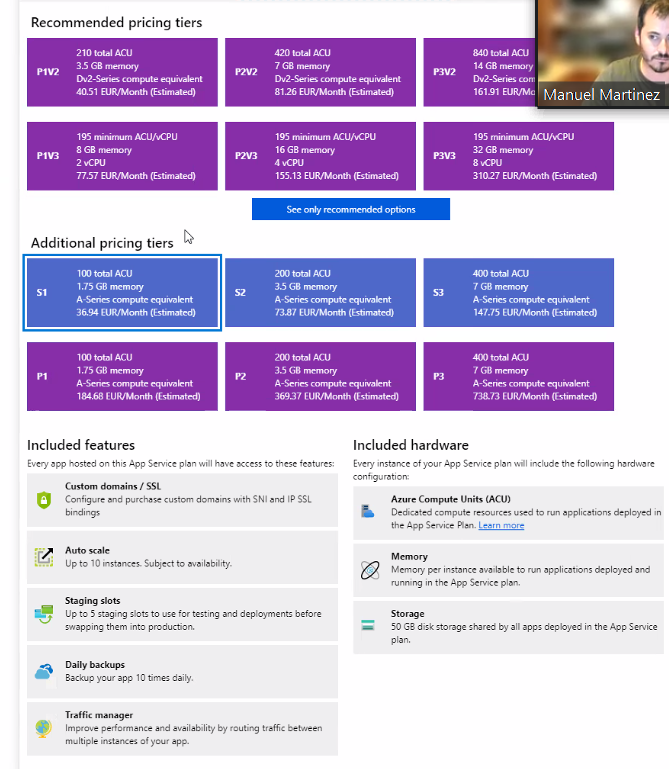 Recommended pricing tiers
P1V2
210 total ACU
3.5 GB memory
Dv2-Series compute equivalent
40.51 EUR/Month (Estimated)
P2V2
420 total ACU
7 GB memory
Dv2-Series compute equivalent
81.26 EUR/Month (Estimated)
P3V2
840 total ACU
14 GB memory
Dv2-Series com
161.91 EUR/Mo
Manuel Martinez
P1V3
195 minimum ACU/vCPU
8 GB memory
2 vCPU
77.57 EUR/Month (Estimated)
P2V3
195 minimum ACU/vCPU
16 GB memory
4 vCPU
155.13 EUR/Month (Estimated)
P3V3
195 minimum ACU/vCPU
32 GB memory
8 vCPU
310.27 EUR/Month (Estimated)
See only recommended options
Additional pricing tiers
S1
100 total ACU
1.75 GB memory
A-Series compute equivalent
36.94 EUR/Month (Estimated)
S2
200 total ACU
3.5 GB memory
A-Series compute equivalent
73.87 EUR/Month (Estimated)
S3
400 total ACU
7 GB memory
A-Series compute equivalent
147.75 EUR/Month (Estimated)
P1
100 total ACU
1.75 GB memory
A-Series compute equivalent
184.68 EUR/Month (Estimated)
P2
200 total ACU
3.5 GB memory
A-Series compute equivalent
369.37 EUR/Month (Estimated)
P3
400 total ACU
7 GB memory
A-Series compute equivalent
738.73 EUR/Month (Estimated)
Included features
Every app hosted on this App Service plan will have access to these features:
Custom domains / SSL
Configure and purchase custom domains with SNI and IP SSL
bindings
Auto scale
Up to 10 instances. Subject to availability.
Staging slots
Up to 5 staging slots to use for testing and deployments before
swapping them into production.
Daily backups
Backup your app 10 times daily.
Traffic manager
Improve performance and availability by routing traffic between
multiple instances of your app.
Included hardware
Every instance of your App Service plan will include the following hardware
configuration:
Azure Compute Units (ACU)
Dedicated compute resources used to run applications deployed in
the App Service Plan. Learn more
Memory
Memory per instance available to run applications deployed and
running in the App Service plan.
Storage
50 GB disk storage shared by all apps deployed in the App Service
plan.